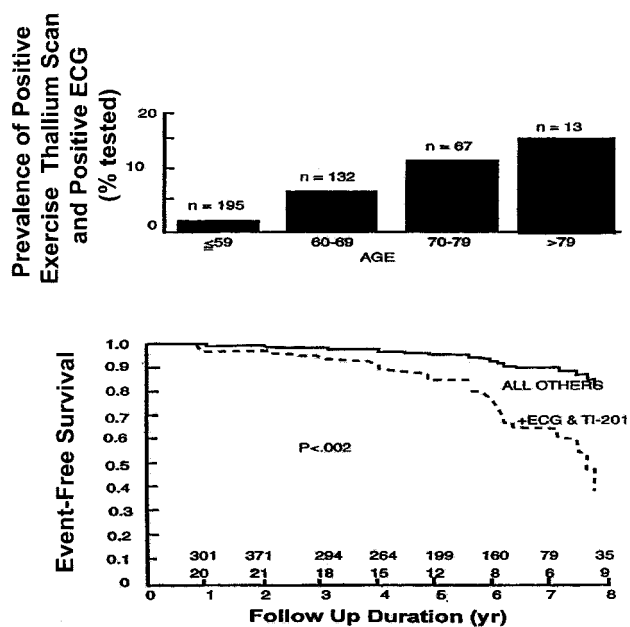 Prevalence of Positive
Exercise Thallium Scan
and Positive ECG
(% tested)
20
10
0
n = 195
n = 132
n = 67
n = 13
≤59
60-69
70-79
>79
AGE
Event-Free Survival
1.0
0.9
0.8
0.7
0.6
0.5
0.4
0.3
0.2
0.1
0
ALL OTHERS
+ECG & TI-201
P<.002
301 371 294 264 199 160 79 35
20 21 18 15 12 8 6 9
0 1 2 3 4 5 6 7 8
Follow Up Duration (yr)